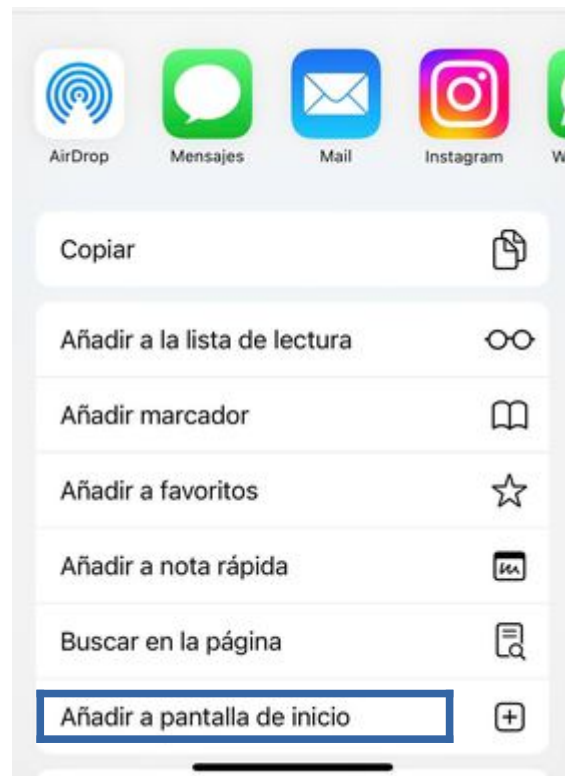 AirDrop Mensajes Mail Instagram W
Copiar
Añadir a la lista de lectura
Añadir marcador
Añadir a favoritos
Añadir a nota rápida
Buscar en la página
Añadir a pantalla de inicio